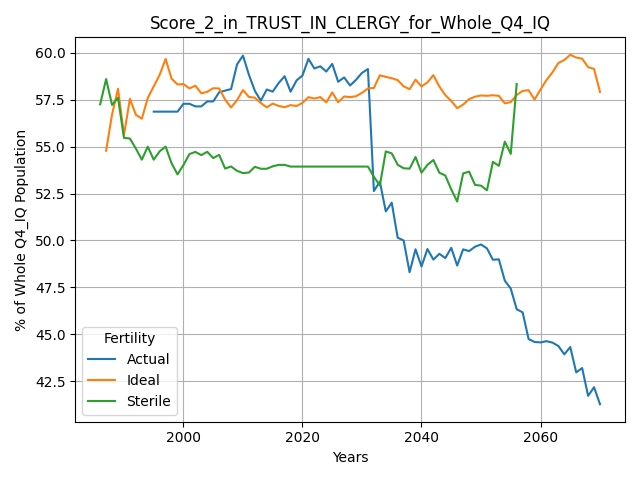 Score_2_in_TRUST_IN_CLERGY_for_Whole_Q4_IQ
% of Whole Q4_IQ Population
60.0
57.5
55.0
52.5
50.0
47.5
45.0
42.5
Fertility
Actual
Ideal
Sterile
2000
2020
2040
2060
Years